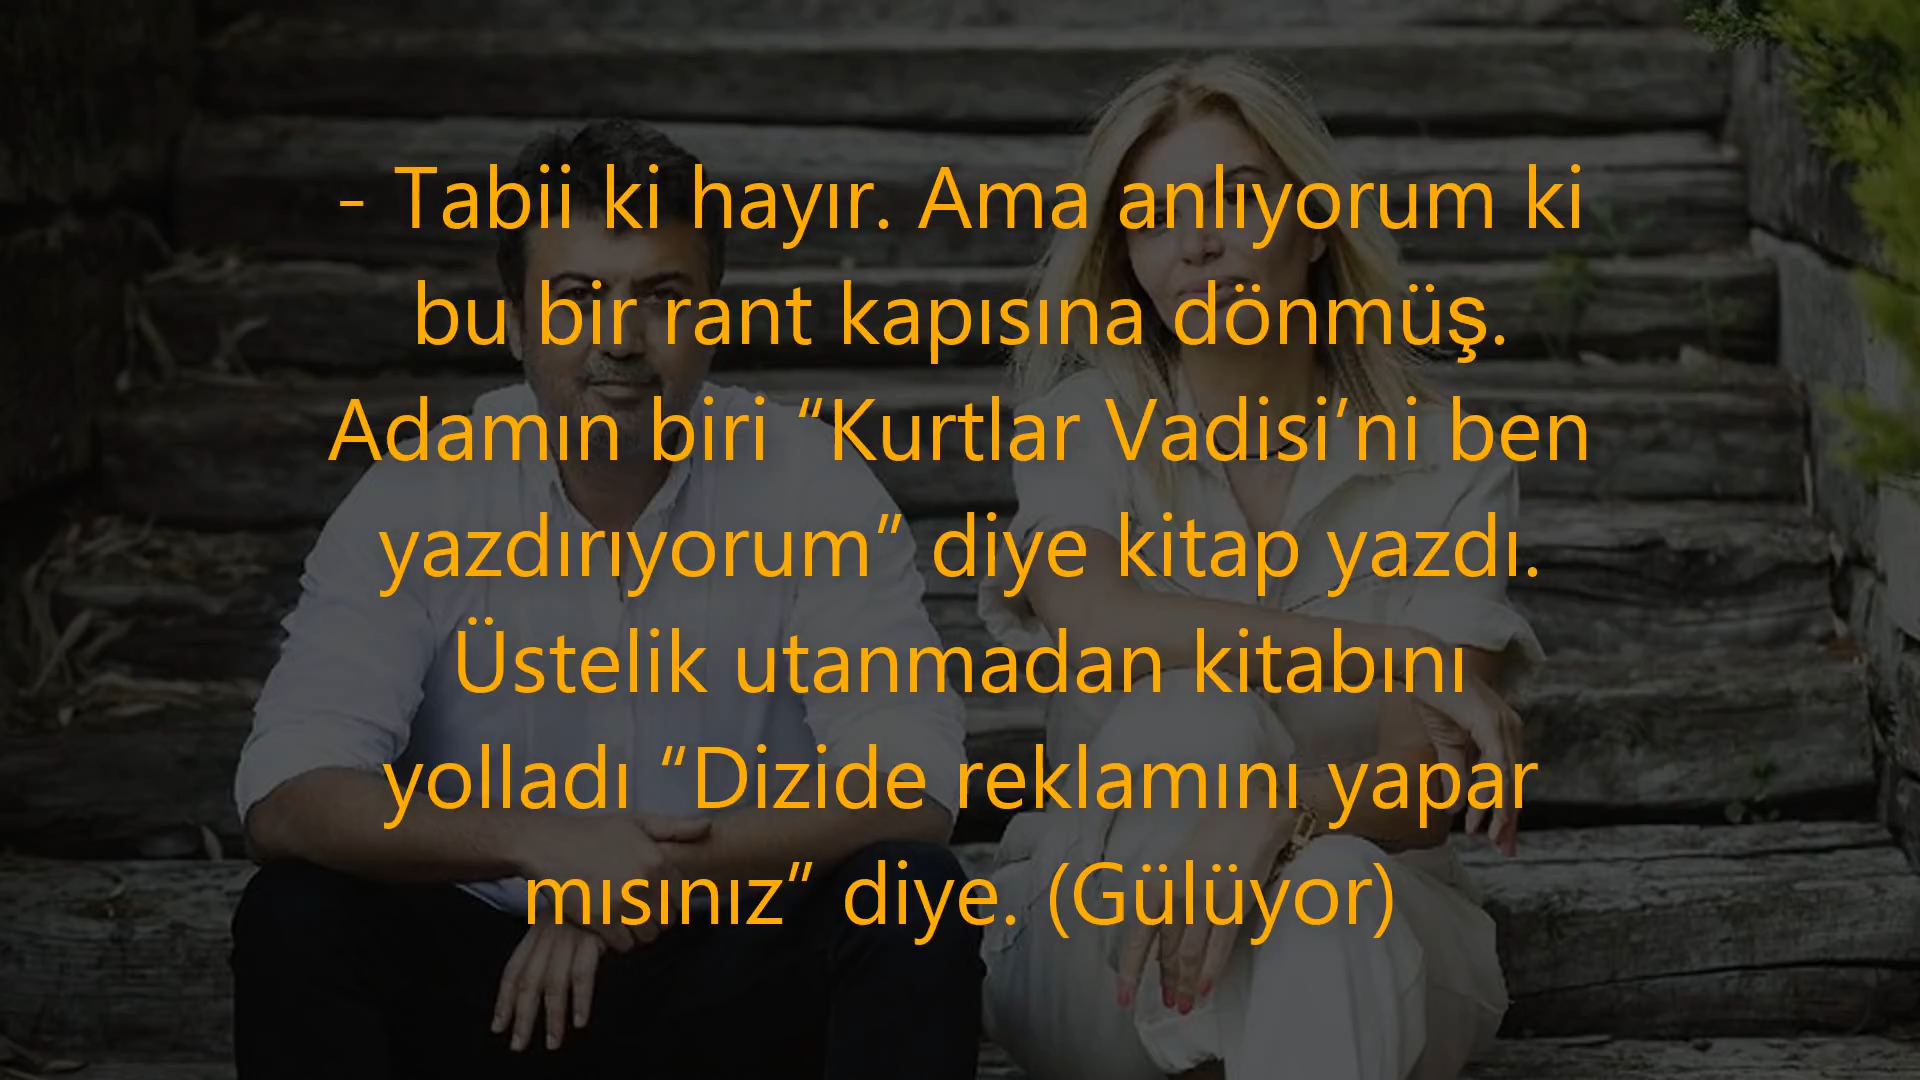 - Tabii ki hayır. Ama anlıyorum ki
bu bir rant kapısına dönmüş.
Adamın biri “Kurtlar Vadisi’ni ben
yazdırıyorum” diye kitap yazdı.
Üstelik utanmadan kitabını
yolladı “Dizide reklamını yapar
mısınız” diye. (Gülüyor)